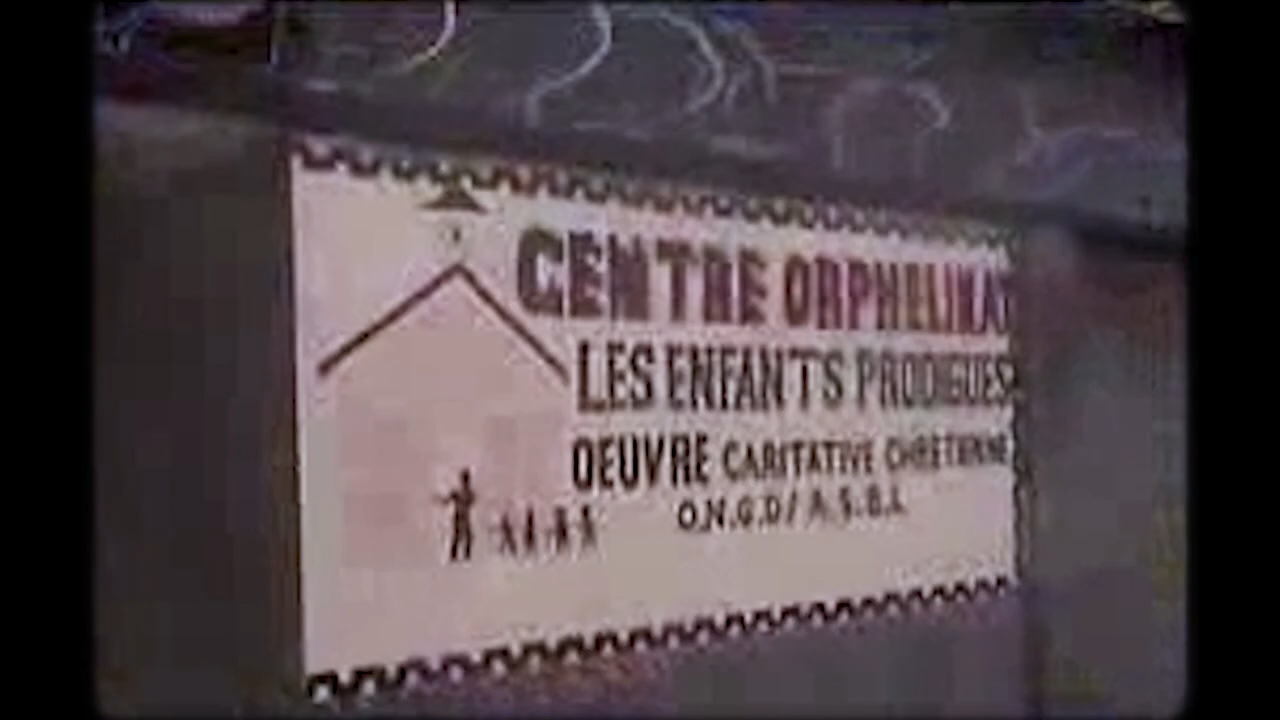 CENTRE ORPHELINAT
LES ENFANTS PRODIGUES
OEUVRE CARITATIVE CHRETIENNE
O.N.G.D/ A.S.B.L